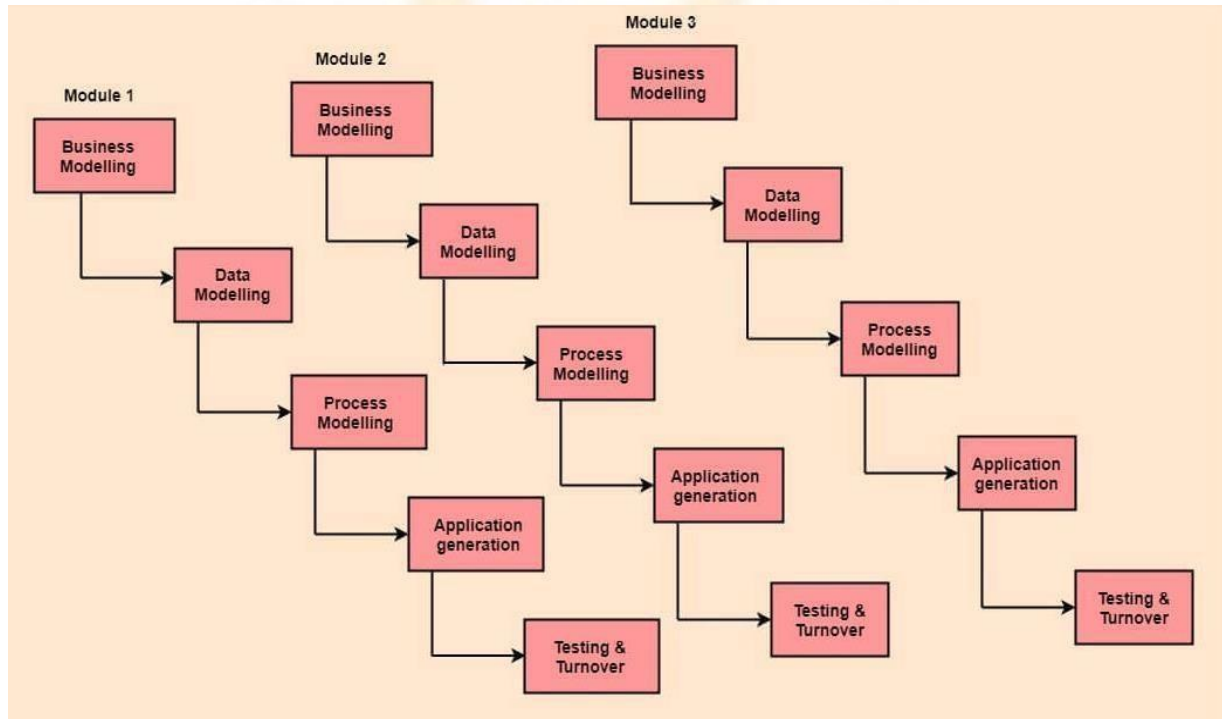 Module 1
Business
Modelling
Data
Modelling
Process
Modelling
Application
generation
Testing &
Turnover
Module 2
Business
Modelling
Data
Modelling
Process
Modelling
Application
generation
Testing &
Turnover
Module 3
Business
Modelling
Data
Modelling
Process
Modelling
Application
generation
Testing &
Turnover